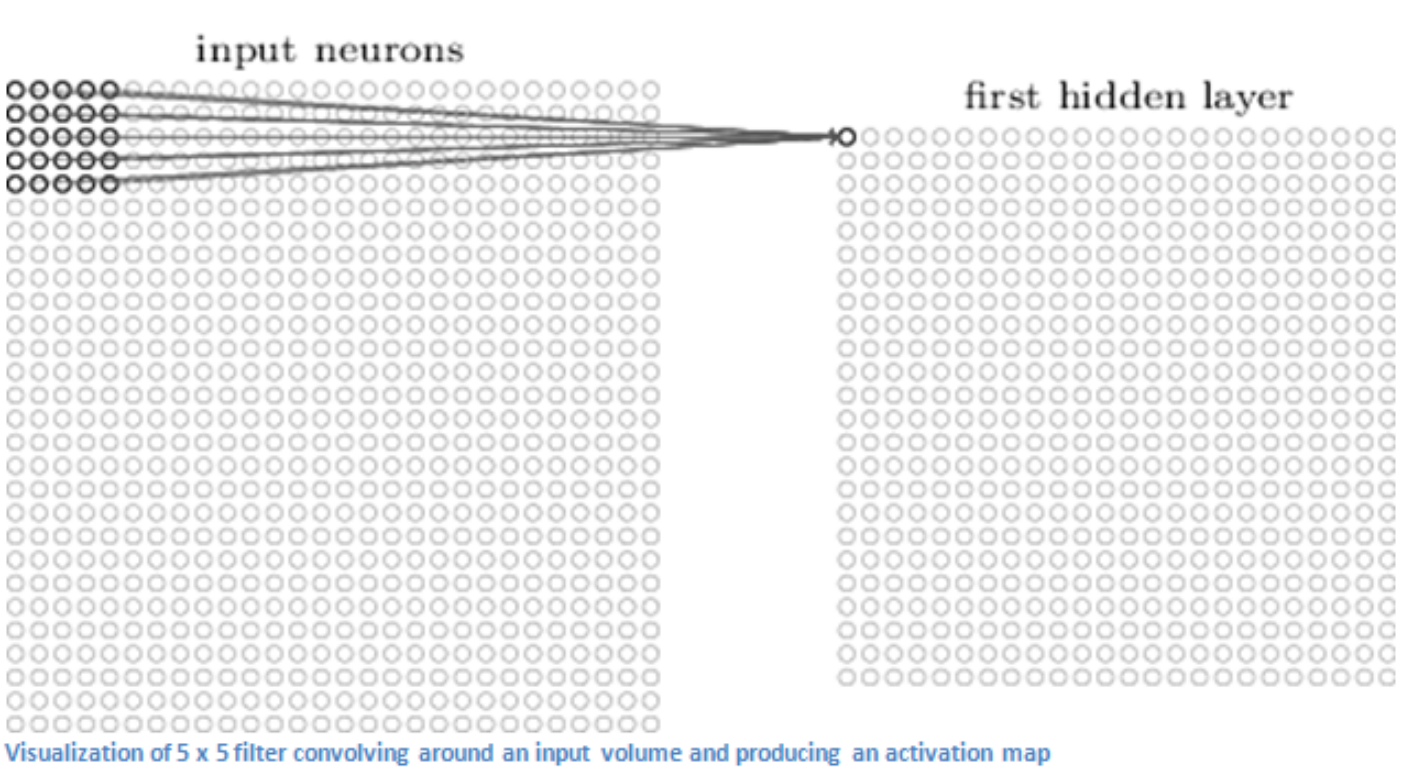 input neurons
first hidden layer
Visualization of 5 x 5 filter convolving around an input volume and producing an activation map